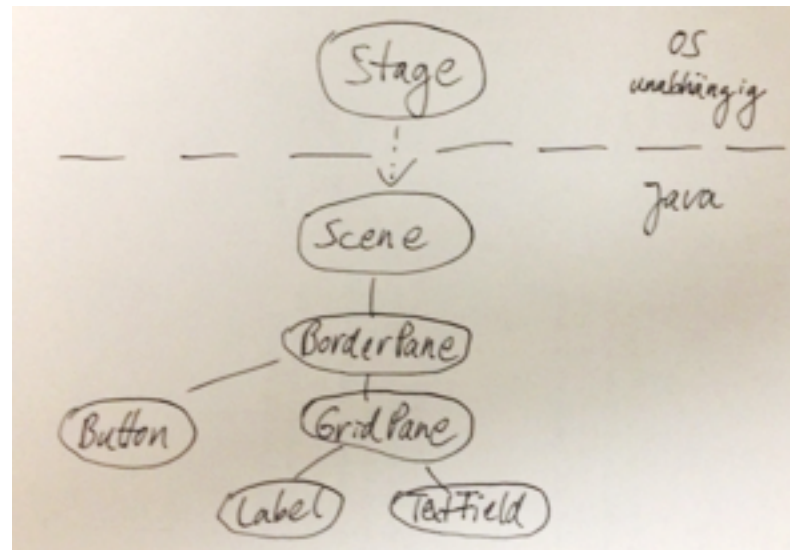 Stage
OS
unabhängig
Java
Scene
BorderPane
Button
GridPane
Label
TextField